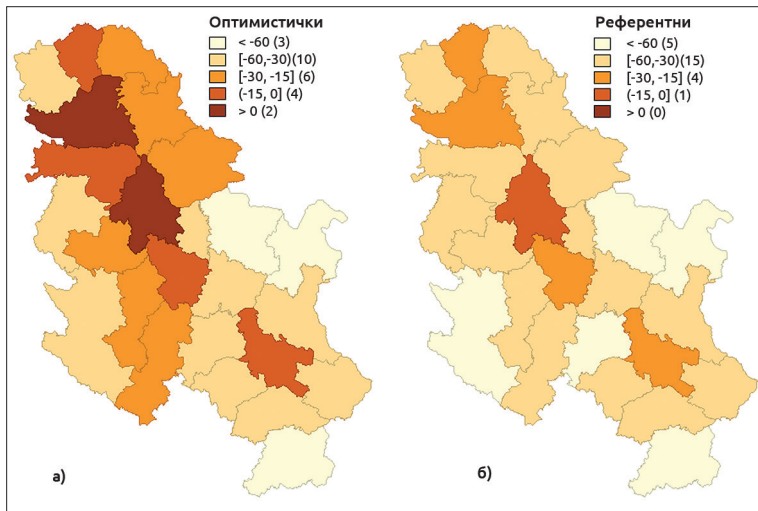 Оптимистички
< -60 (3)
[-60,-30)(10)
[-30, -15] (6)
(-15, 0] (4)
> 0 (2)
а)
Референтни
< -60 (5)
[-60,-30)(15)
[-30, -15] (4)
(-15, 0] (1)
> 0 (0)
б)